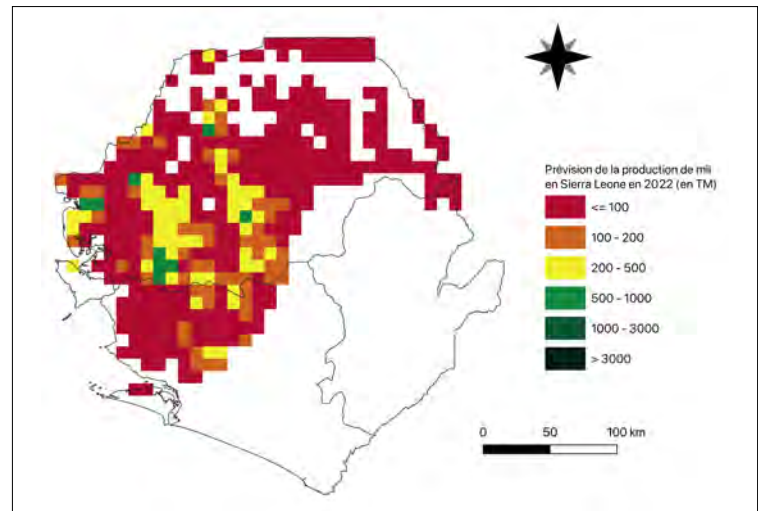 Prévision de la production de mil
en Sierra Leone en 2022 (en TM)
<= 100
100 - 200
200 - 500
500 - 1000
1000 - 3000
> 3000
0 50 100 km